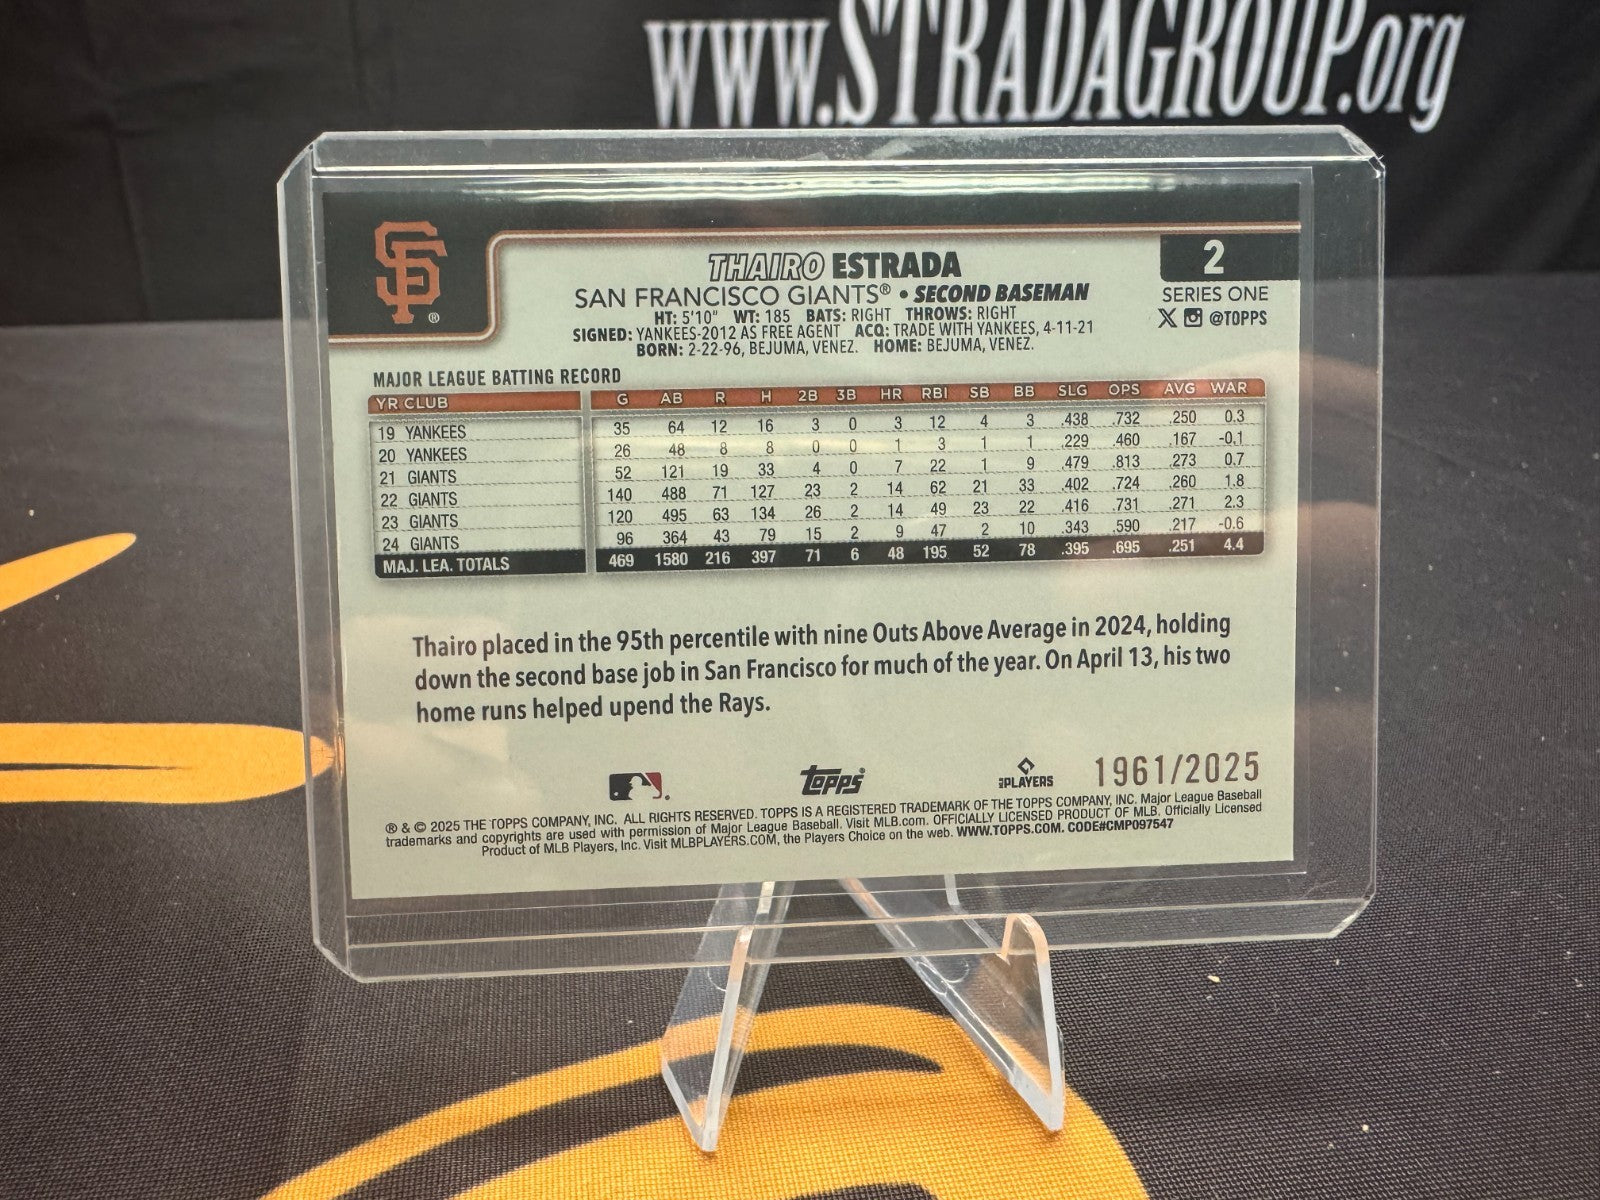 www.STRADAGROUP.org
SF ®
THAIRO ESTRADA
2
SAN FRANCISCO GIANTS® • SECOND BASEMAN
SERIES ONE
HT: 5'10" WT: 185 BATS: RIGHT THROWS: RIGHT
@TOPPS
SIGNED: YANKEES-2012 AS FREE AGENT ACQ: TRADE WITH YANKEES, 4-11-21
BORN: 2-22-96, BEJUMA, VENEZ. HOME: BEJUMA, VENEZ.
MAJOR LEAGUE BATTING RECORD
YR CLUB G AB R H 2B 3B HR RBI SB BB SLG OPS AVG WAR
19 YANKEES 35 64 12 16 3 0 3 12 4 3 .438 .732 .250 0.3
20 YANKEES 26 48 8 8 0 0 1 3 1 1 .229 .460 .167 -0.1
21 GIANTS 52 121 19 33 4 0 7 22 1 9 .479 .813 .273 0.7
22 GIANTS 140 488 71 127 23 2 14 62 21 33 .402 .724 .260 1.8
23 GIANTS 120 495 63 134 26 2 14 49 23 22 .416 .731 .271 2.3
24 GIANTS 96 364 43 79 15 2 9 47 2 10 .343 .590 .217 -0.6
MAJ. LEA. TOTALS 469 1580 216 397 71 6 48 195 52 78 .395 .695 .251 4.4
Thairo placed in the 95th percentile with nine Outs Above Average in 2024, holding
down the second base job in San Francisco for much of the year. On April 13, his two
home runs helped upend the Rays.
Topps PLAYERS 1961/2025
® & © 2025 THE TOPPS COMPANY, INC. ALL RIGHTS RESERVED. TOPPS IS A REGISTERED TRADEMARK OF THE TOPPS COMPANY, INC. Major League Baseball
trademarks and copyrights are used with permission of Major League Baseball. Visit MLB.com. OFFICIALLY LICENSED PRODUCT OF MLB. Officially Licensed
Product of MLB Players, Inc. Visit MLBPLAYERS.COM, the Players Choice on the web. WWW.TOPPS.COM. CODE#CMP097547